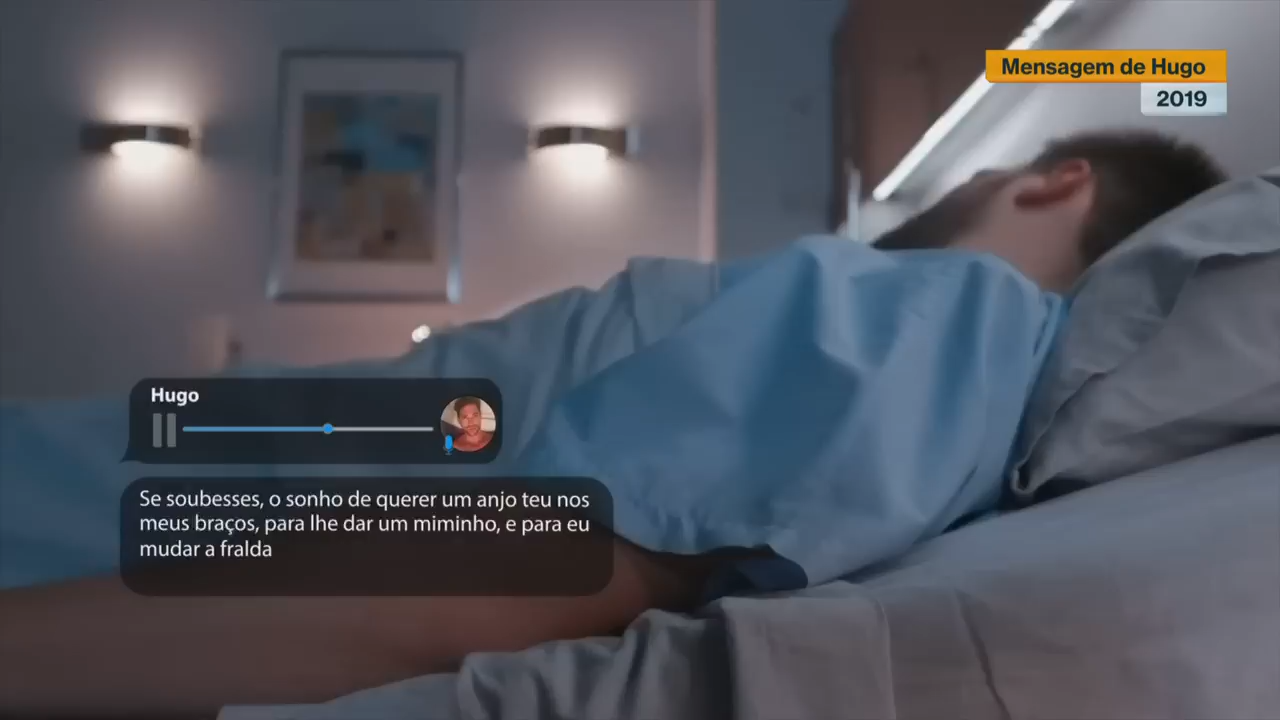 Mensagem de Hugo
2019
Hugo
Se soubesses, o sonho de querer um anjo teu nos
meus braços, para lhe dar um miminho, e para eu
mudar a fralda